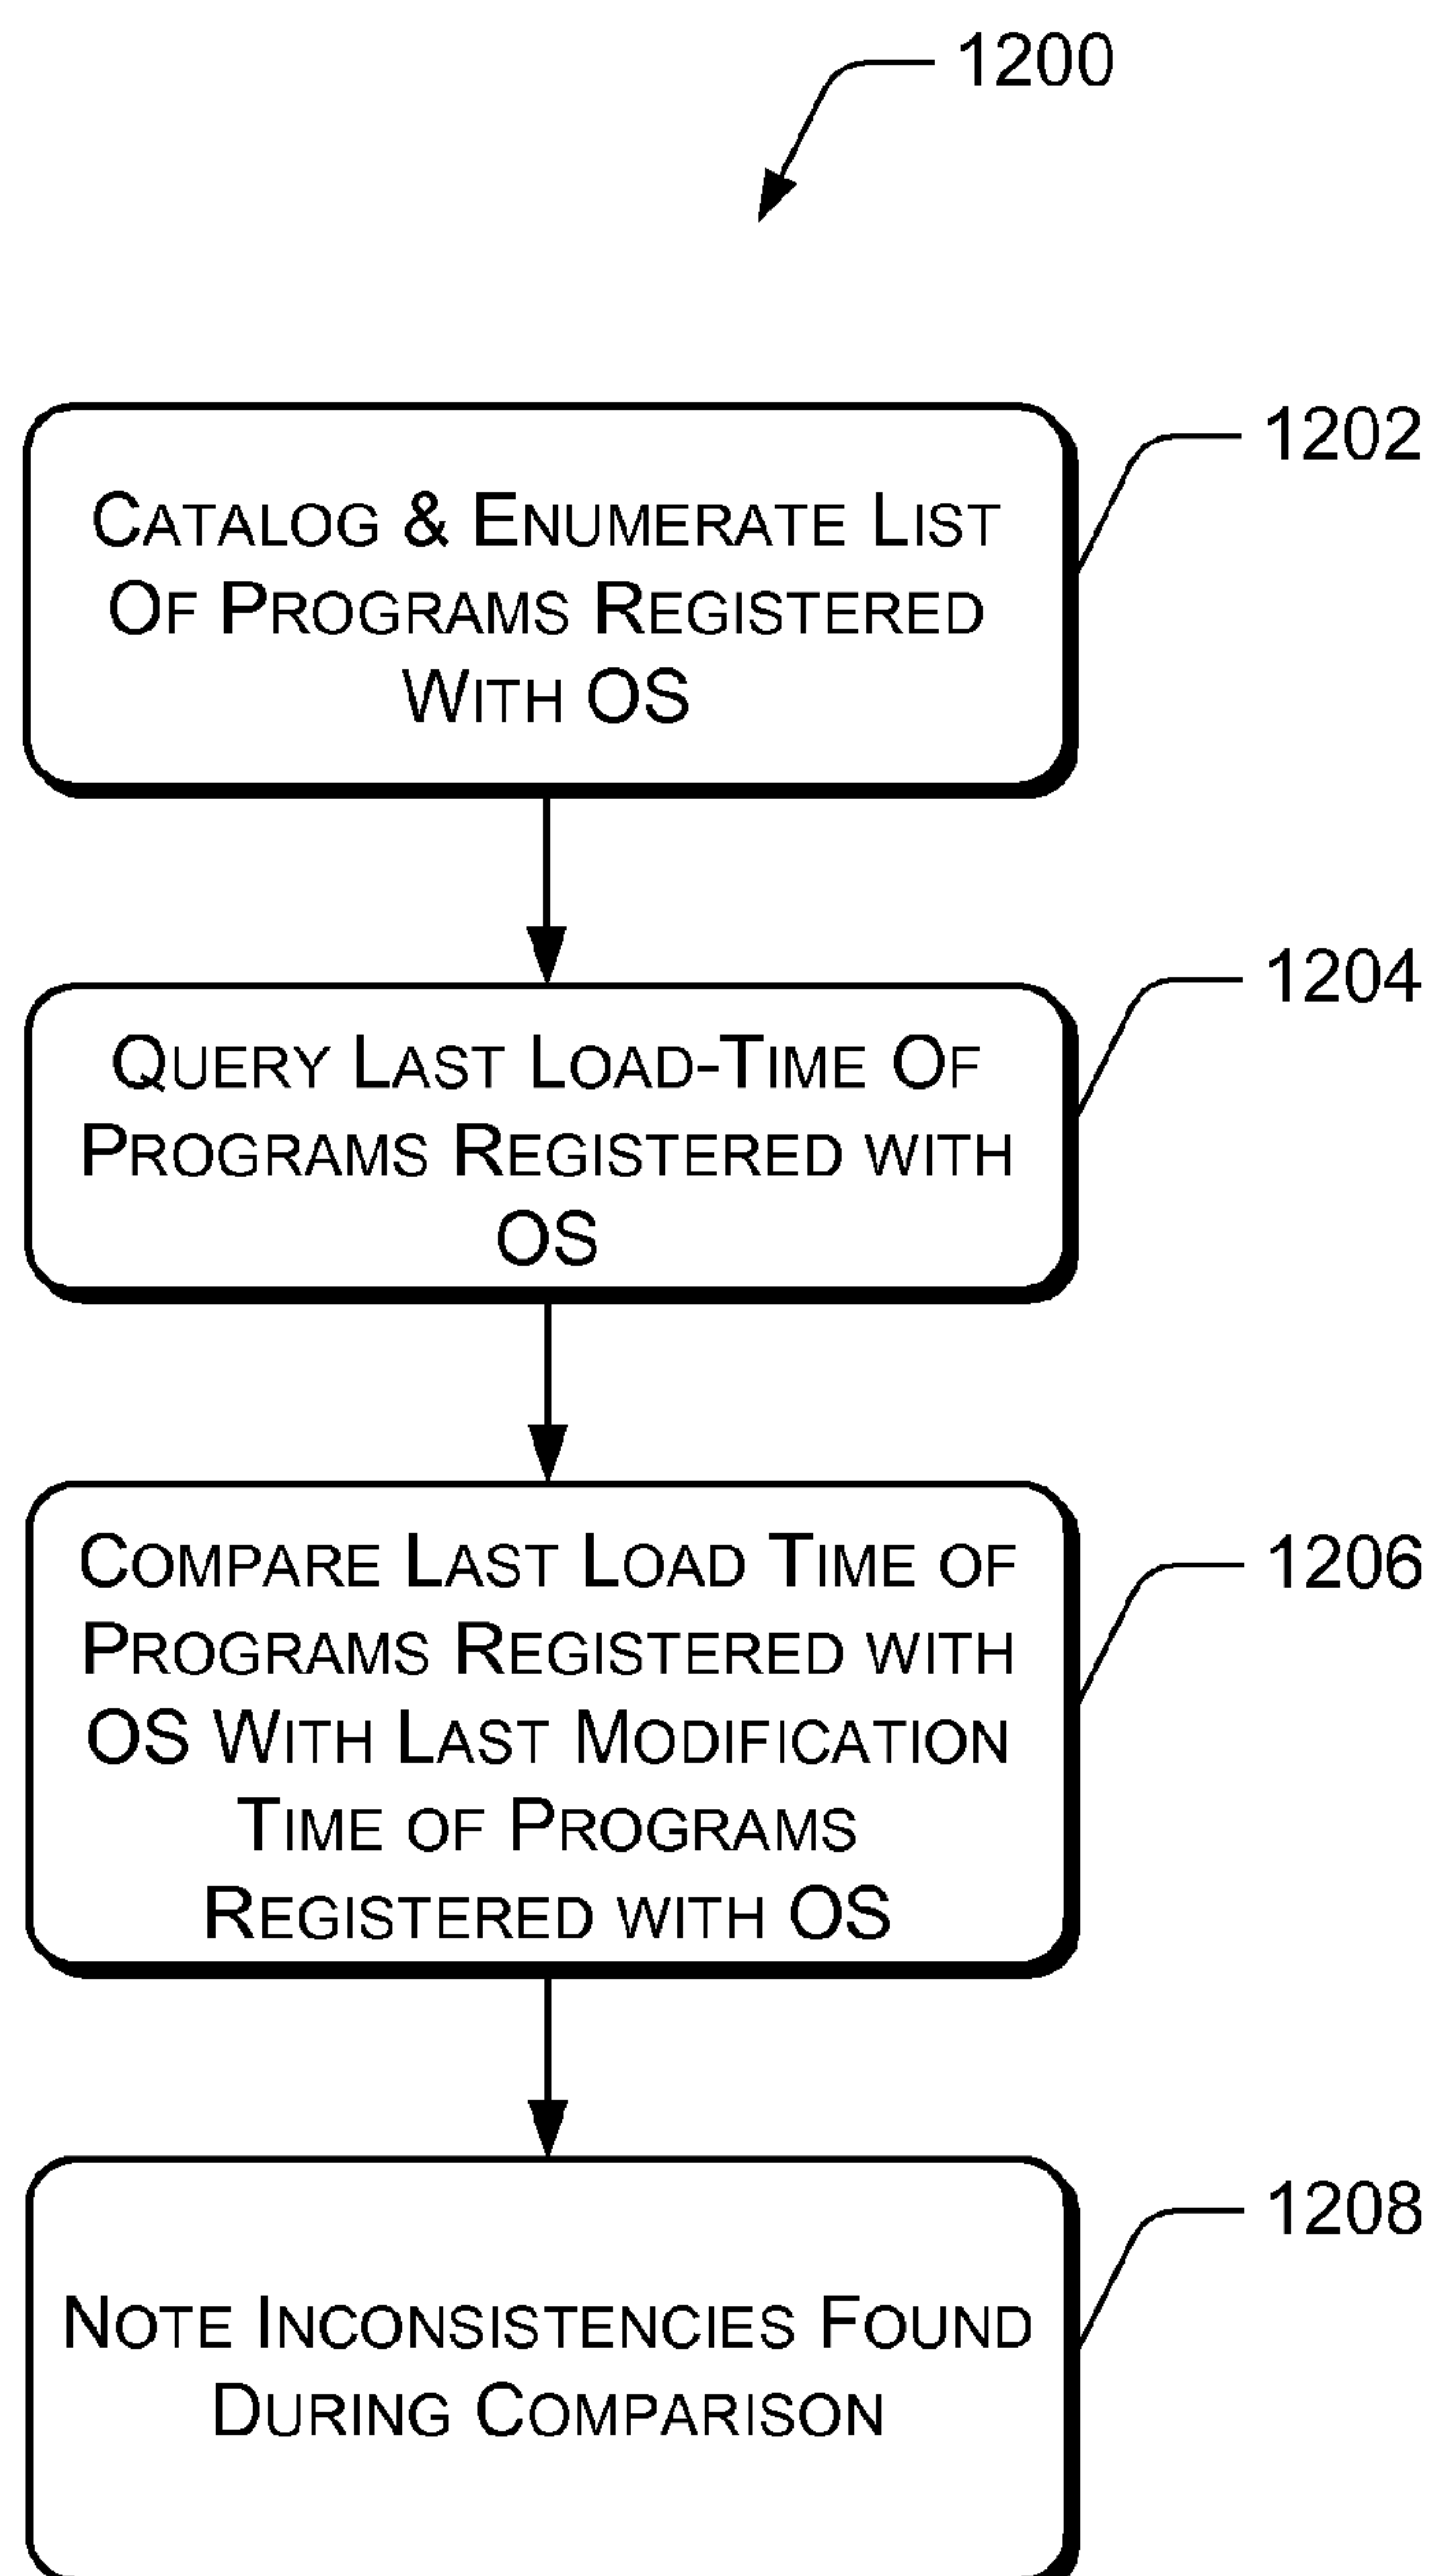 1200
1202
CATALOG & ENUMERATE LIST
OF PROGRAMS REGISTERED
WITH OS
1204
QUERY LAST LOAD-TIME OF
PROGRAMS REGISTERED WITH
OS
1206
COMPARE LAST LOAD TIME OF
PROGRAMS REGISTERED WITH
OS WITH LAST MODIFICATION
TIME OF PROGRAMS
REGISTERED WITH OS
1208
NOTE INCONSISTENCIES FOUND
DURING COMPARISON